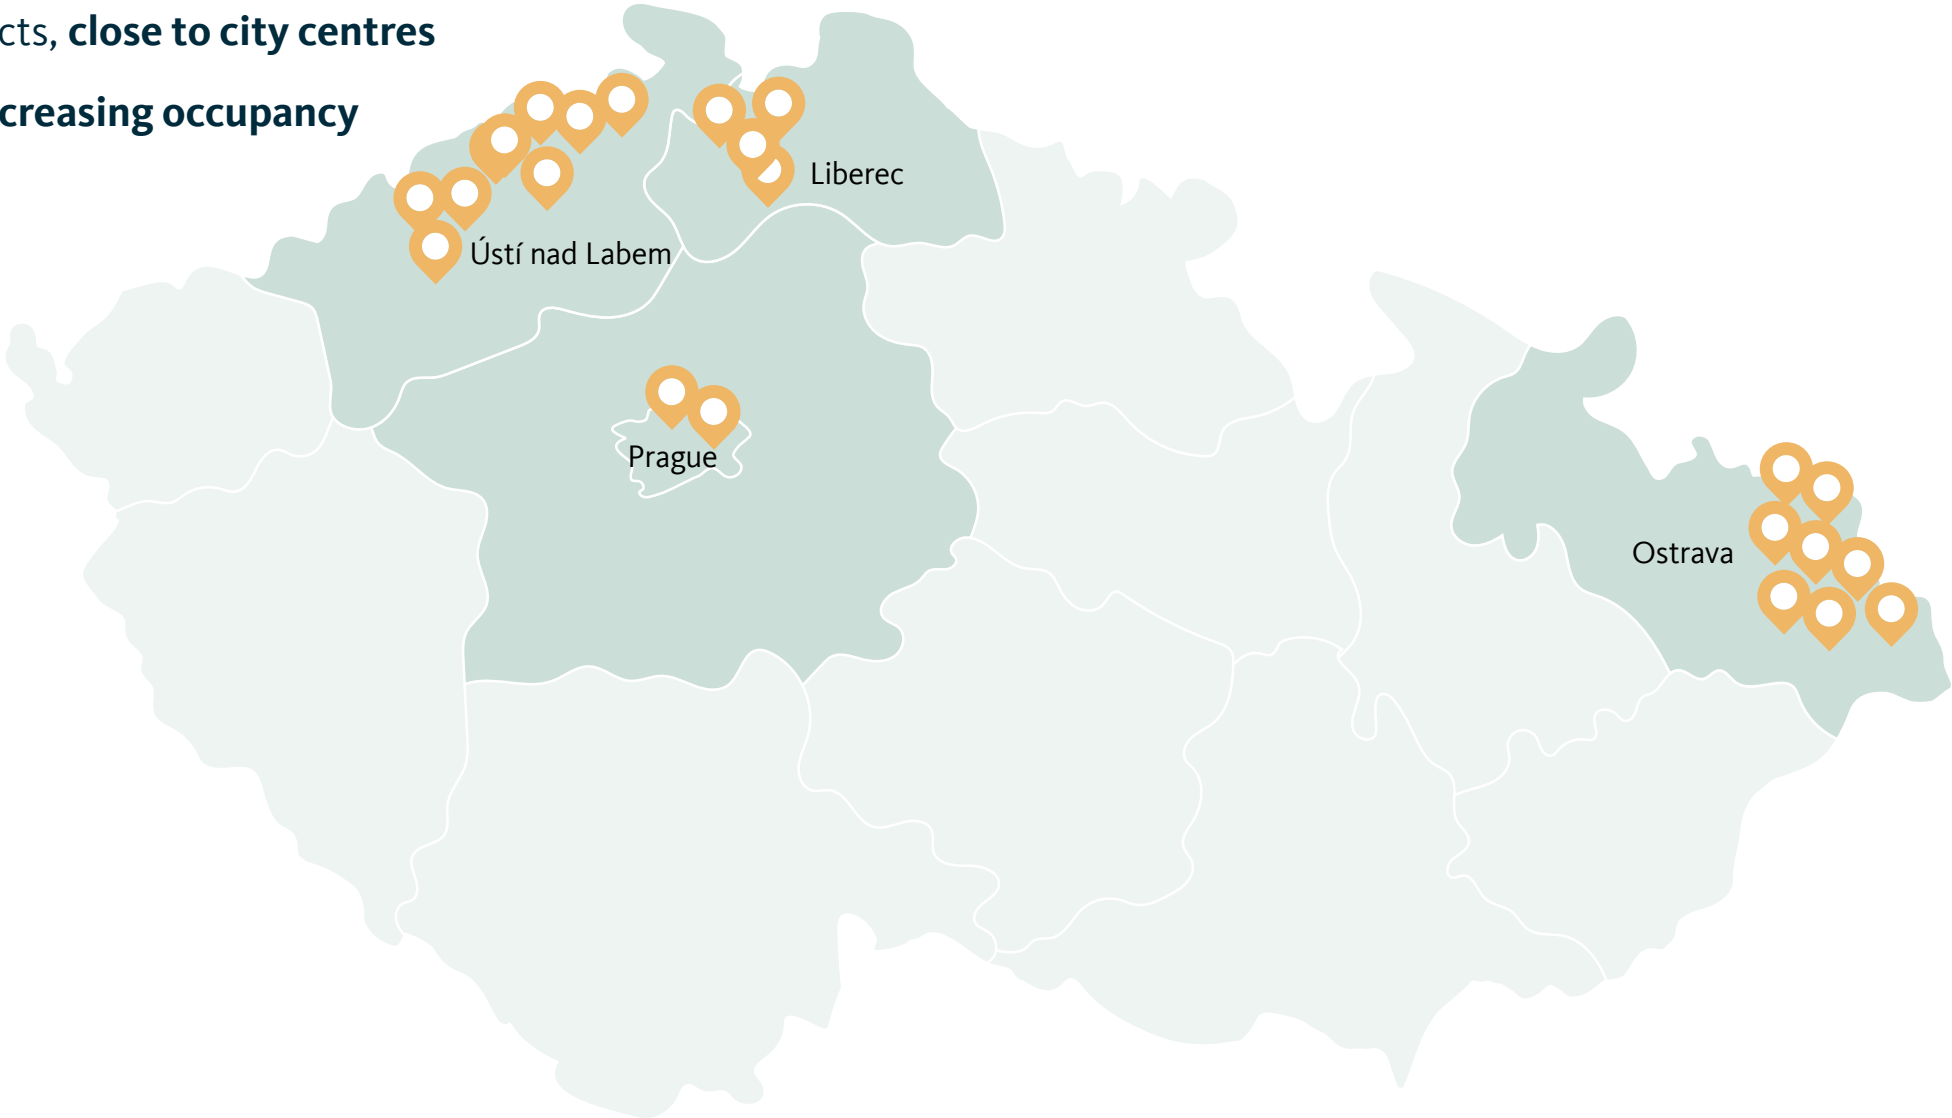 cts, close to city centres
creasing occupancy
Liberec
Ústí nad Labem
Prague
Ostrava